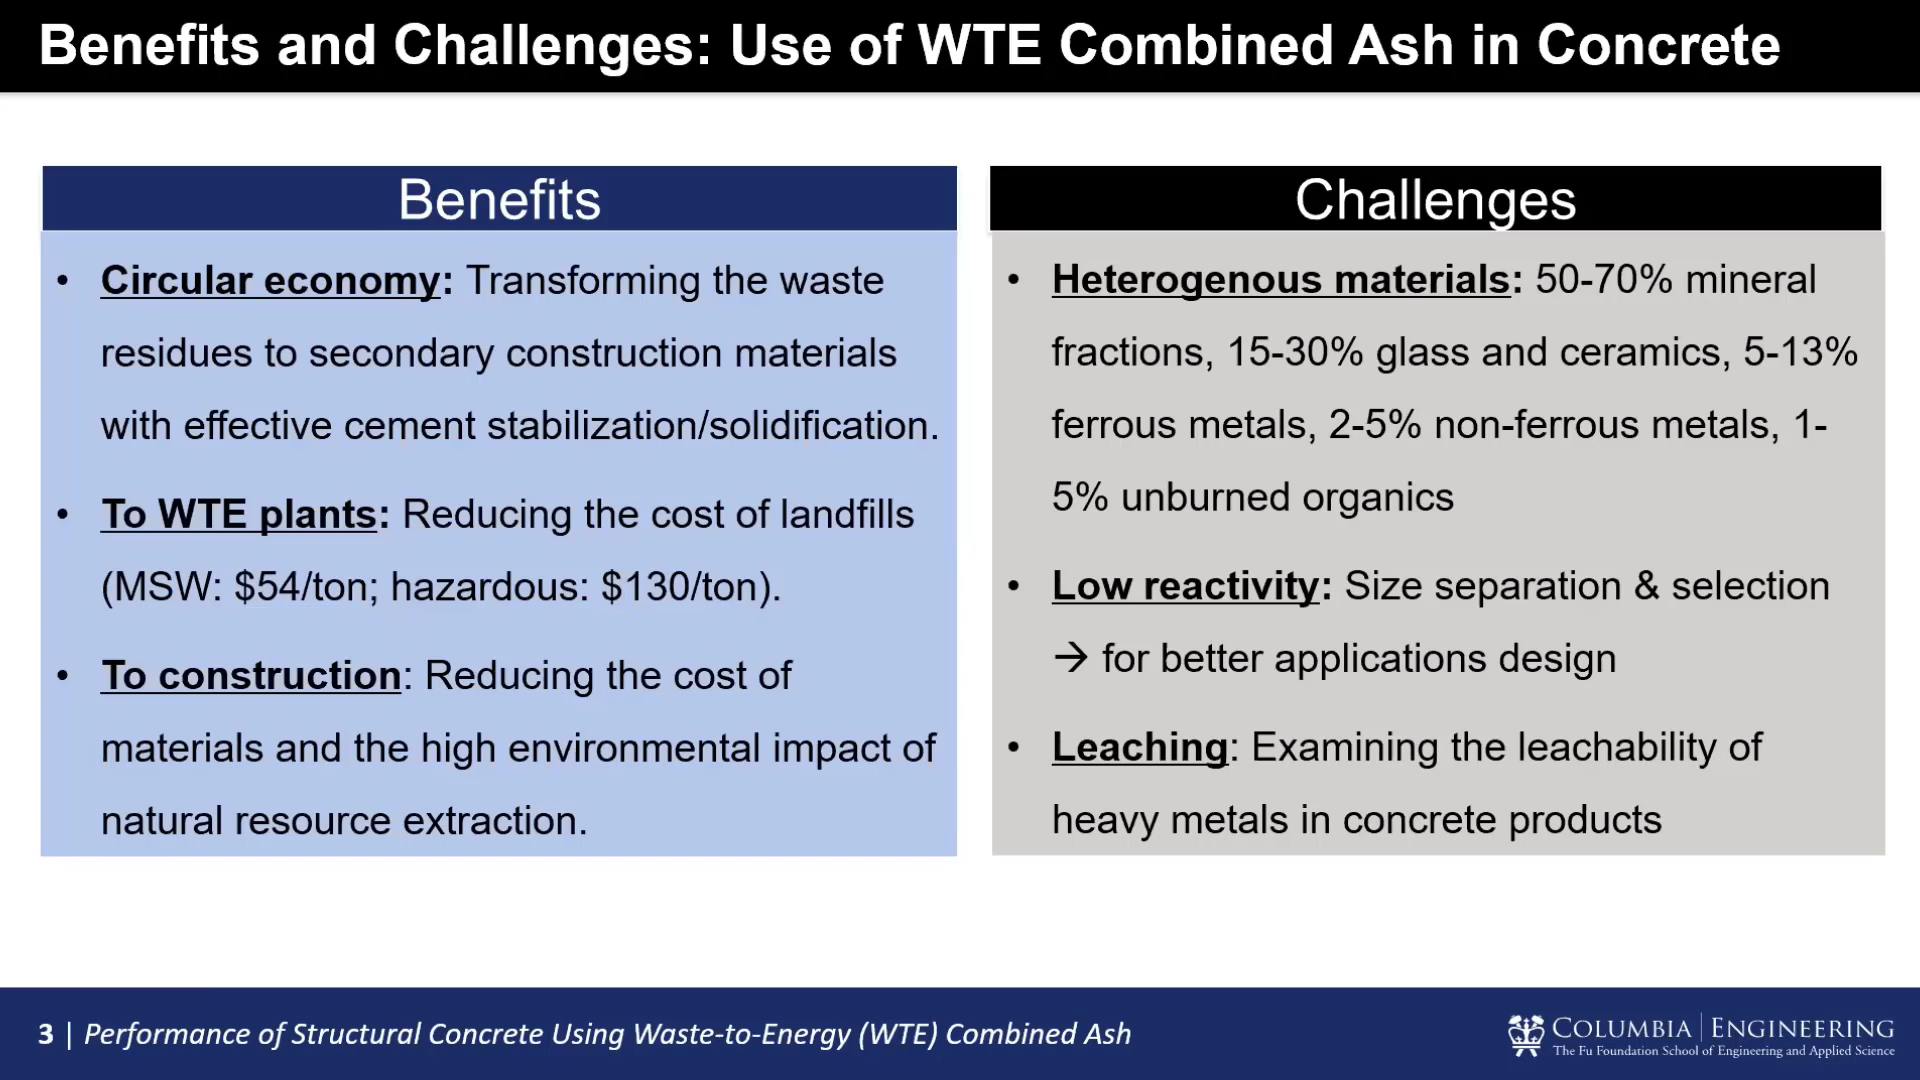 Benefits and Challenges: Use of WTE Combined Ash in Concrete
Benefits
• Circular economy: Transforming the waste
residues to secondary construction materials
with effective cement stabilization/solidification.
• To WTE plants: Reducing the cost of landfills
(MSW: $54/ton; hazardous: $130/ton).
• To construction: Reducing the cost of
materials and the high environmental impact of
natural resource extraction.
Challenges
• Heterogenous materials: 50-70% mineral
fractions, 15-30% glass and ceramics, 5-13%
ferrous metals, 2-5% non-ferrous metals, 1-
5% unburned organics
• Low reactivity: Size separation & selection
→ for better applications design
• Leaching: Examining the leachability of
heavy metals in concrete products
3 | Performance of Structural Concrete Using Waste-to-Energy (WTE) Combined Ash
COLUMBIA | ENGINEERING
The Fu Foundation School of Engineering and Applied Science